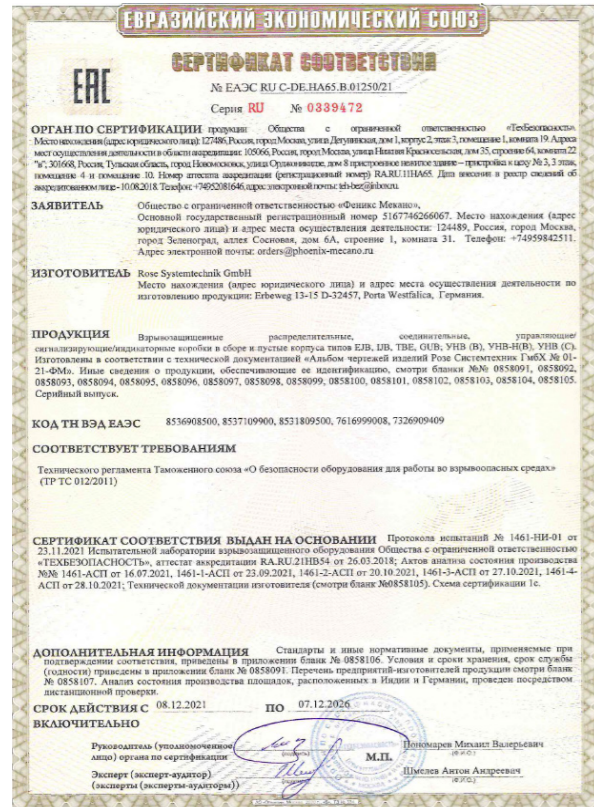 ЕВРАЗИЙСКИЙ ЭКОНОМИЧЕСКИЙ СОЮЗ
СЕРТИФИКАТ СООТВЕТСТВИЯ
ЕАС
№ ЕАЭС RU C-DE.HA65.B.01250/21
Серия RU № 0339472
ОРГАН ПО СЕРТИФИКАЦИИ продукции Общества с ограниченной ответственностью «ТехБезопасность».
Место нахождения (адрес юридического лица): 127486, Россия, город Москва, улица Дегунинская, дом 1, корпус 2, этаж 3, помещение 1, комната 19. Адреса
мест осуществления деятельности в области аккредитации: 105066, Россия, город Москва, улица Нижняя Красносельская, дом 35, строение 64, комната 22
"в"; 301668, Россия, Тульская область, город Новомосковск, улица Орджоникидзе, дом 8 пристроенное нежилое здание – пристройка к цеху № 3, 3 этаж,
помещение 4 и помещение 10. Номер аттестата аккредитации (регистрационный номер) RA.RU.11HA65. Дата внесения в реестр сведений об
аккредитованном лице - 10.08.2018. Телефон: +74952081646, адрес электронной почты: teh-bez@inbox.ru.
ЗАЯВИТЕЛЬ Общество с ограниченной ответственностью «Феникс Мекано»,
Основной государственный регистрационный номер 5167746266067. Место нахождения (адрес
юридического лица) и адрес места осуществления деятельности: 124489, Россия, город Москва,
город Зеленоград, аллея Сосновая, дом 6А, строение 1, комната 31. Телефон: +74959842511.
Адрес электронной почты: orders@phoenix-mecano.ru
ИЗГОТОВИТЕЛЬ Rose Systemtechnik GmbH
Место нахождения (адрес юридического лица) и адрес места осуществления деятельности по
изготовлению продукции: Erbeweg 13-15 D-32457, Porta Westfalica, Германия.
ПРОДУКЦИЯ Взрывозащищенные распределительные, соединительные, управляющие/
сигнализирующие/индикаторные коробки в сборе и пустые корпуса типов EJB, IJB, TBE, GUB, YHB (B), YHB-H(B), YHB (C).
Изготовлены в соответствии с технической документацией «Альбом чертежей изделий Розе Системтехник ГмбХ № 01-
21-ФМ». Иные сведения о продукции, обеспечивающие ее идентификацию, смотри бланки №№ 0858091, 0858092,
0858093, 0858094, 0858095, 0858096, 0858097, 0858098, 0858099, 0858100, 0858101, 0858102, 0858103, 0858104, 0858105.
Серийный выпуск.
КОД ТН ВЭД ЕАЭС 8536908500, 8537109900, 8531809500, 7616999008, 7326909409
СООТВЕТСТВУЕТ ТРЕБОВАНИЯМ
Технического регламента Таможенного союза «О безопасности оборудования для работы во взрывоопасных средах»
(ТР ТС 012/2011)
СЕРТИФИКАТ СООТВЕТСТВИЯ ВЫДАН НА ОСНОВАНИИ Протокола испытаний № 1461-НИ-01 от
23.11.2021 Испытательной лаборатории взрывозащищенного оборудования Общества с ограниченной ответственностью
«ТЕХБЕЗОПАСНОСТЬ», аттестат аккредитации RA.RU.21HB54 от 26.03.2018; Актов анализа состояния производства
№№ 1461-АСП от 16.07.2021, 1461-1-АСП от 23.09.2021, 1461-2-АСП от 20.10.2021, 1461-3-АСП от 27.10.2021, 1461-4-
АСП от 28.10.2021; Технической документации изготовителя (смотри бланк №0858105). Схема сертификации 1с.
ДОПОЛНИТЕЛЬНАЯ ИНФОРМАЦИЯ Стандарты и иные нормативные документы, применяемые при
подтверждении соответствия, приведены в приложении бланк № 0858106. Условия и сроки хранения, срок службы
(годности) приведены в приложении бланк № 0858091. Перечень предприятий-изготовителей продукции смотри бланк
№ 0858107. Анализ состояния производства площадок, расположенных в Индии и Германии, проведен посредством
дистанционной проверки.
СРОК ДЕЙСТВИЯ С 08.12.2021 ПО 07.12.2026
ВКЛЮЧИТЕЛЬНО
Руководитель (уполномоченное
лицо) органа по сертификации (подпись) М.П. Пономарев Михаил Валерьевич
(Ф.И.О.)
Эксперт (эксперт-аудитор)
(эксперты (эксперты-аудиторы)) (подпись) Шмелев Антон Андреевич
(Ф.И.О.)